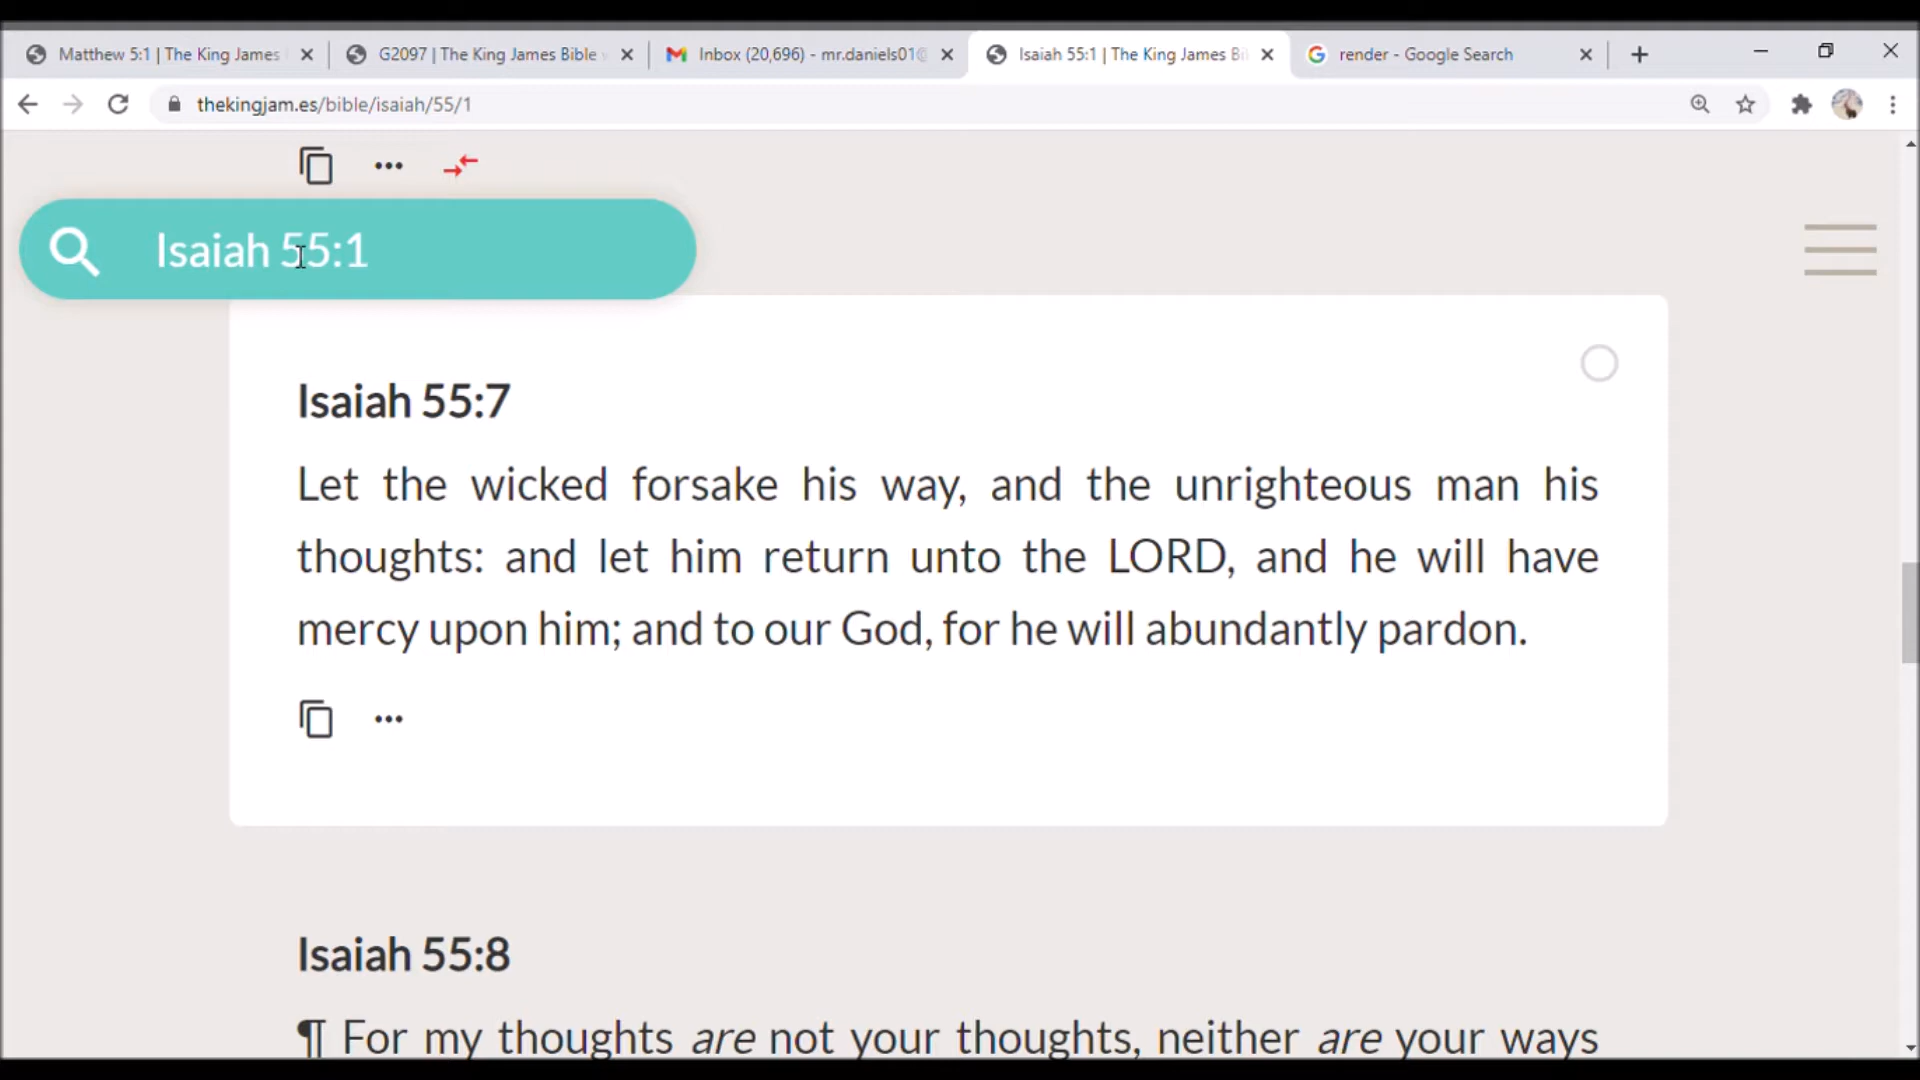 Matthew 5:1 | The King James
G2097 | The King James Bible
Inbox (20,696) - mr.daniels01@
Isaiah 55:1 | The King James Bi
render - Google Search
thekingjam.es/bible/isaiah/55/1
Isaiah 55:1
Isaiah 55:7
Let the wicked forsake his way, and the unrighteous man his
thoughts: and let him return unto the LORD, and he will have
mercy upon him; and to our God, for he will abundantly pardon.
Isaiah 55:8
¶ For my thoughts are not your thoughts, neither are your ways